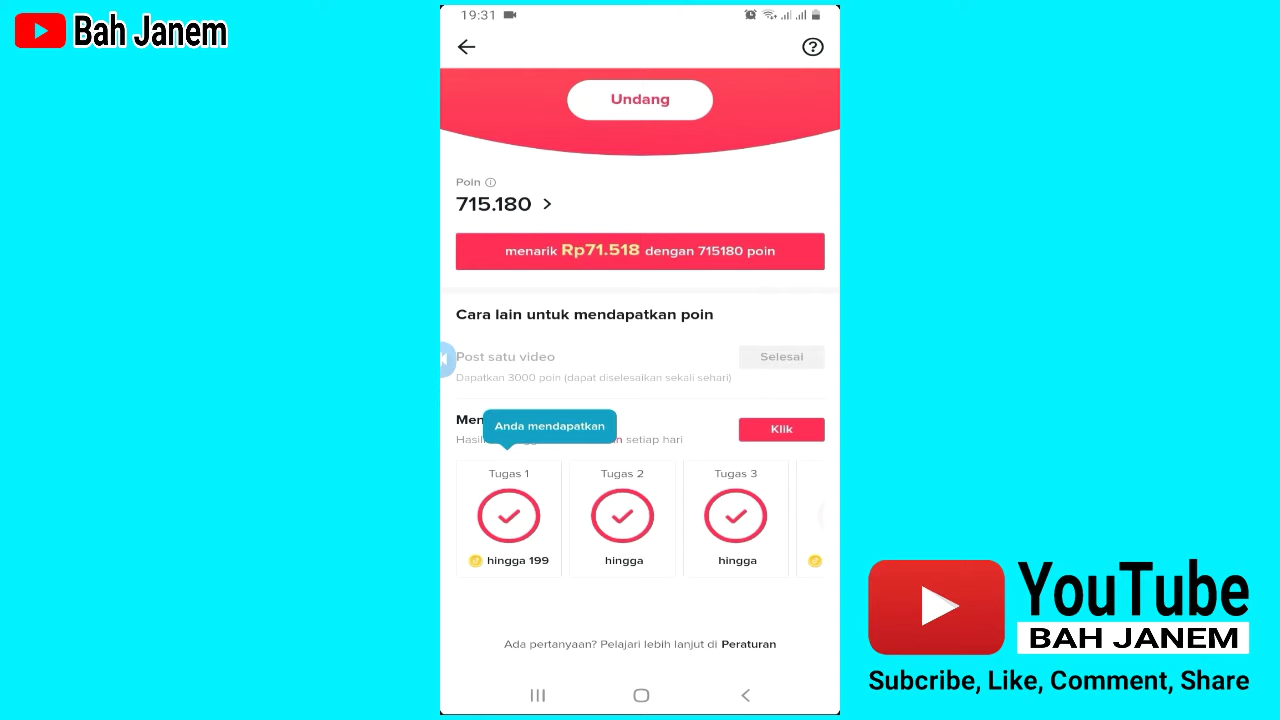 Bah Janem
19:31
Undang
Poin
715.180
menarik Rp71.518 dengan 715180 poin
Cara lain untuk mendapatkan poin
Post satu video
Selesai
Dapatkan 3000 poin (dapat diselesaikan sekali sehari)
Anda mendapatkan
Klik
setiap hari
Tugas 1
Tugas 2
Tugas 3
hingga 199
hingga
hingga
Ada pertanyaan? Pelajari lebih lanjut di Peraturan
YouTube
BAH JANEM
Subcribe, Like, Comment, Share